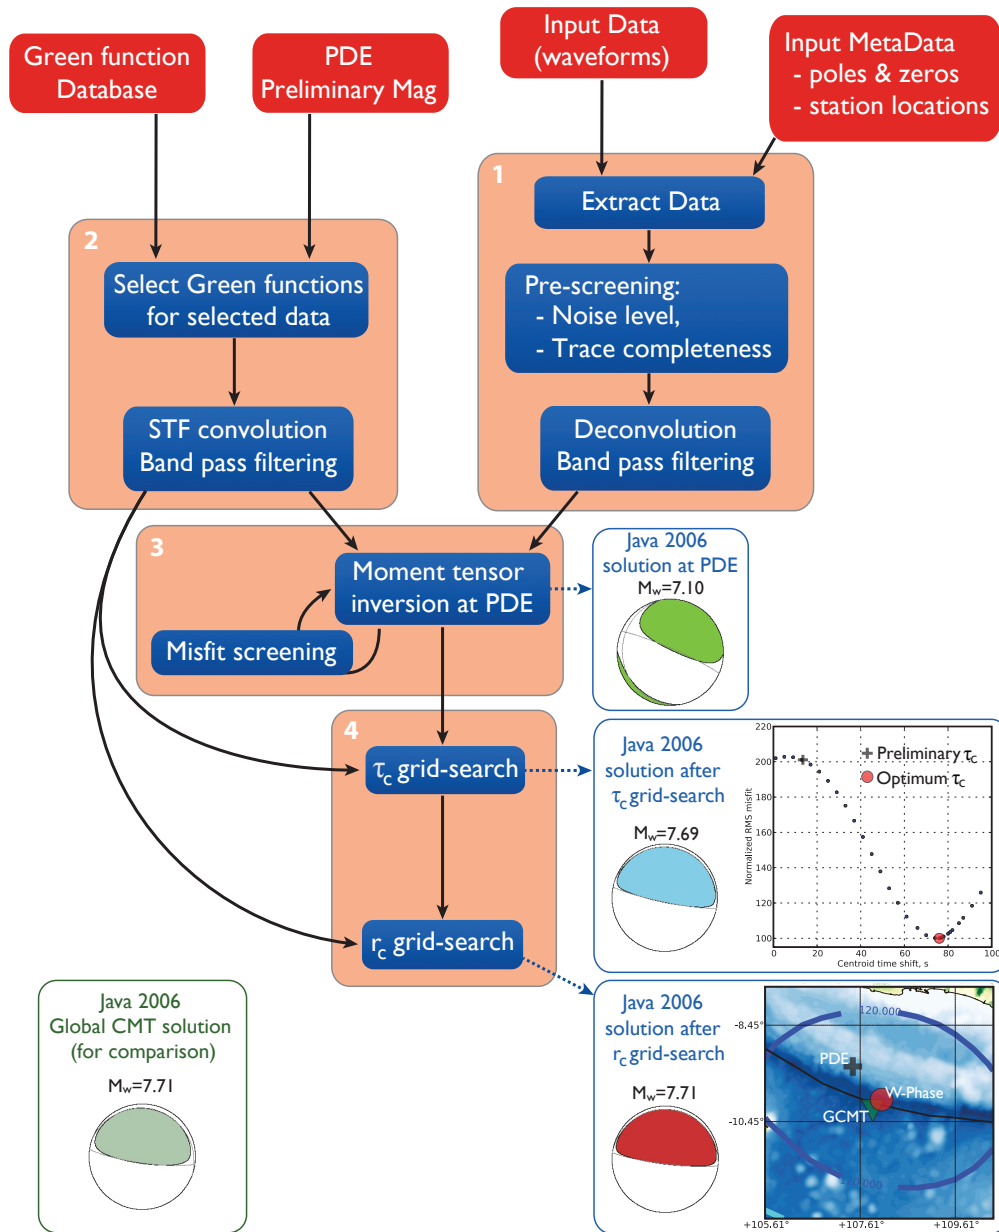 Green function
Database
PDE
Preliminary Mag
Input Data
(waveforms)
Input MetaData
- poles & zeros
- station locations
1
Extract Data
Pre-screening:
- Noise level,
- Trace completeness
Deconvolution
Band pass filtering
2
Select Green functions
for selected data
STF convolution
Band pass filtering
3
Moment tensor
inversion at PDE
Misfit screening
Java 2006
solution at PDE
Mw=7.10
4
τc grid-search
rc grid-search
Java 2006
solution after
τc grid-search
Mw=7.69
Normalized RMS misfit
220
200
180
160
140
120
100
0
20
40
60
80
100
Centroid time shift, s
Preliminary τc
Optimum τc
Java 2006
Global CMT solution
(for comparison)
Mw=7.71
Java 2006
solution after
rc grid-search
Mw=7.71
-8.45°
-10.45°
120.000
PDE
W-Phase
GCMT
120.000
+105.61°
+107.61°
+109.61°